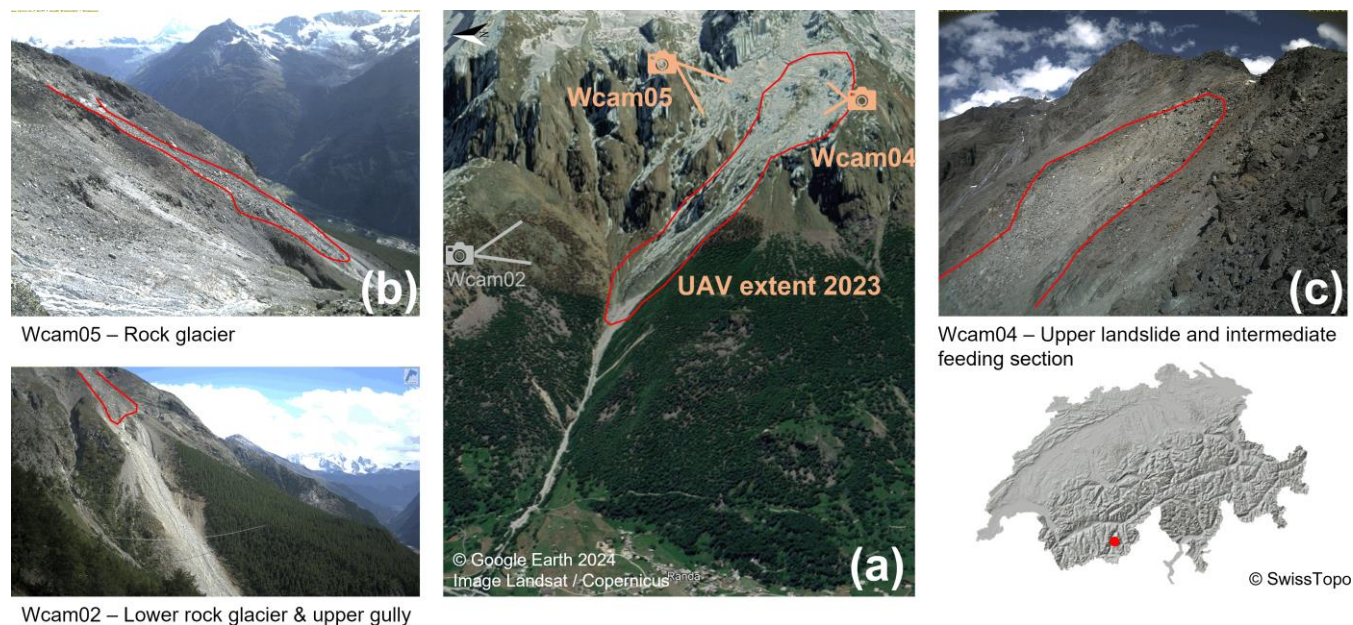 (b)
Wcam05 – Rock glacier
Wcam02 – Lower rock glacier & upper gully
N
Wcam05
Wcam04
Wcam02
UAV extent 2023
© Google Earth 2024
Image Landsat / Copernicus
Randa
(a)
(c)
Wcam04 – Upper landslide and intermediate
feeding section
© SwissTopo